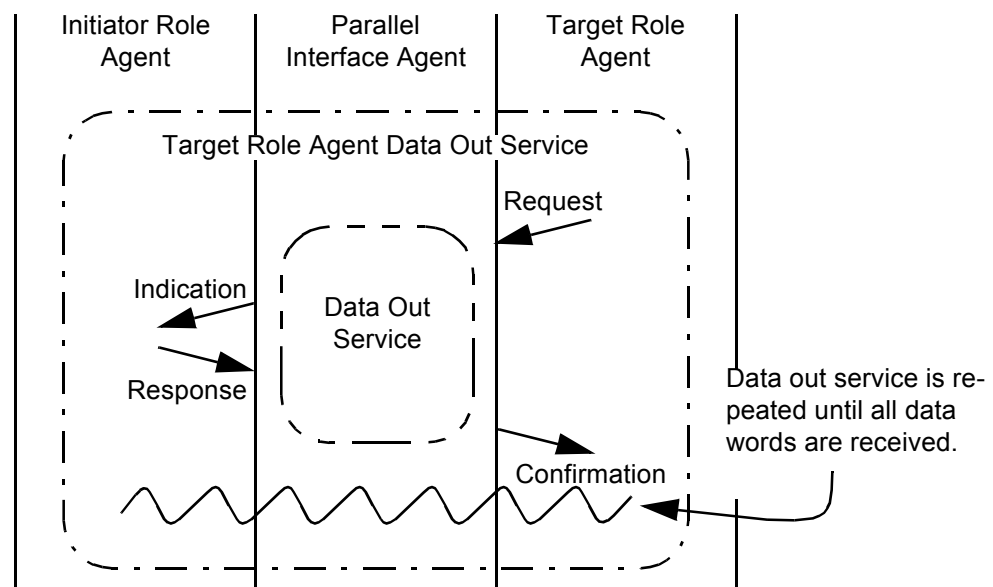 Initiator Role
Agent
Parallel
Interface Agent
Target Role
Agent
Target Role Agent Data Out Service
Request
Indication
Data Out
Service
Response
Data out service is re-
peated until all data
words are received.
Confirmation